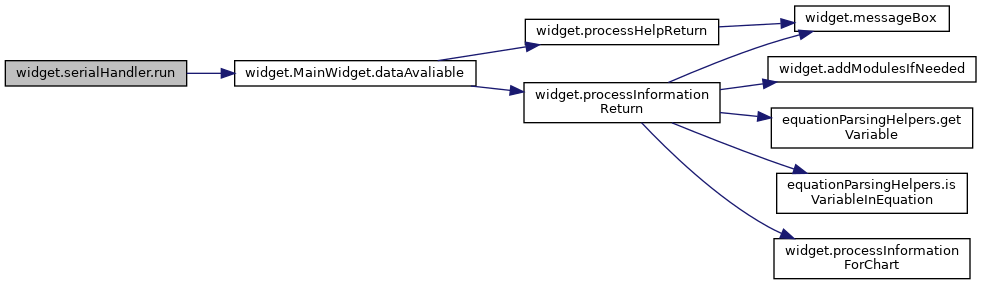 widget.serialHandler.run
widget.MainWidget.dataAvaliable
widget.processHelpReturn
widget.processInformation
Return
widget.messageBox
widget.addModulesIfNeeded
equationParsingHelpers.get
Variable
equationParsingHelpers.is
VariableInEquation
widget.processInformation
ForChart